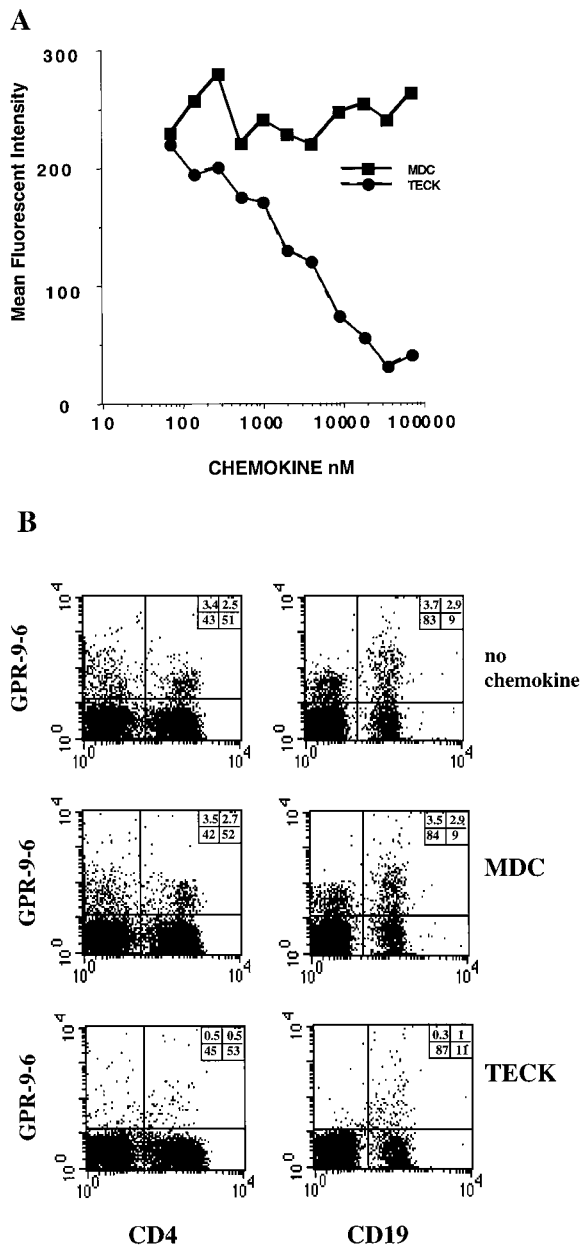 A
300
200
100
0
Mean Fluorescent Intensity
MDC
TECK
10 100 1000 10000 100000
CHEMOKINE nM
B
GPR-9-6
10^4
10^0
3.4 2.5
43 51
10^0 10^4
10^4
10^0
3.7 2.9
83 9
10^0 10^4
no
chemokine
GPR-9-6
10^4
10^0
3.5 2.7
42 52
10^0 10^4
10^4
10^0
3.5 2.9
84 9
10^0 10^4
MDC
GPR-9-6
10^4
10^0
0.5 0.5
45 53
10^0 10^4
10^4
10^0
0.3 1
87 11
10^0 10^4
TECK
CD4 CD19